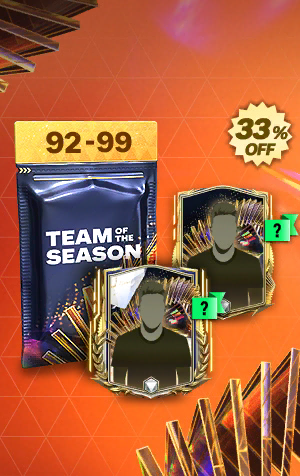 92-99
33%
OFF
TEAM OF THE
SEASON
?
?